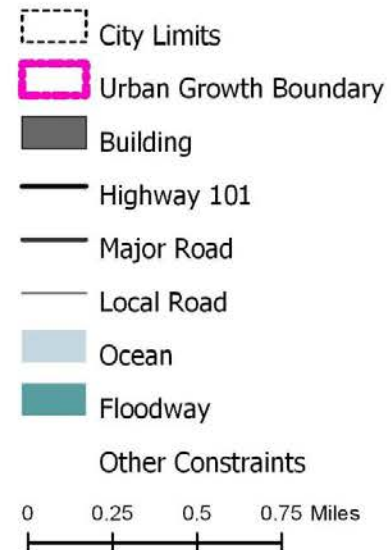 City Limits
Urban Growth Boundary
Building
Highway 101
Major Road
Local Road
Ocean
Floodway
Other Constraints
0 0.25 0.5 0.75 Miles